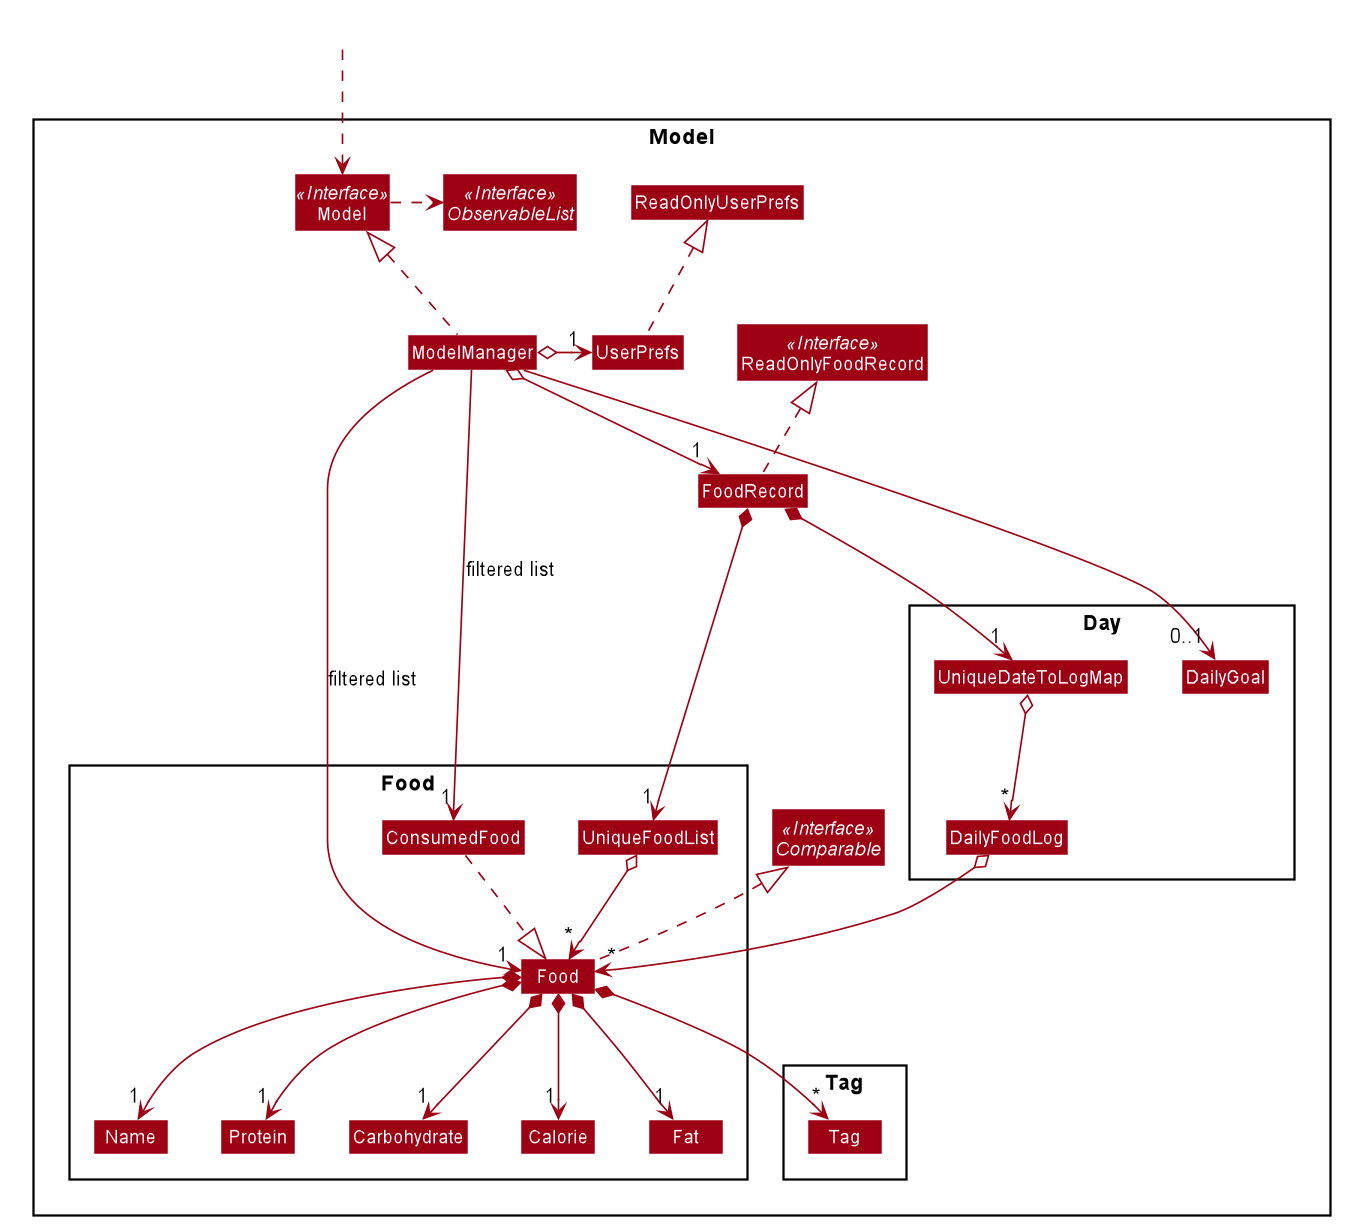 Model
«Interface»
Model
«Interface»
ObservableList
ReadOnlyUserPrefs
ModelManager
1
UserPrefs
«Interface»
ReadOnlyFoodRecord
1
FoodRecord
filtered list
filtered list
Day
1
0..1
UniqueDateToLogMap
DailyGoal
Food
1
1
*
ConsumedFood
UniqueFoodList
«Interface»
Comparable
DailyFoodLog
1
*
*
Food
1
1
1
1
1
Tag
*
Name
Protein
Carbohydrate
Calorie
Fat
Tag